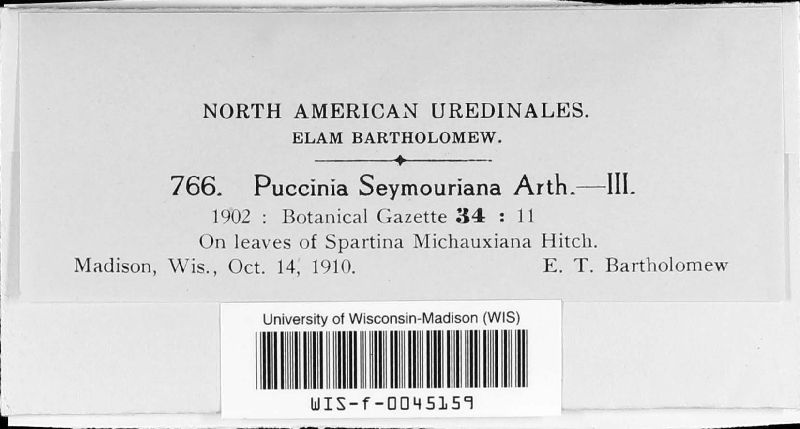 NORTH AMERICAN UREDINALES.
ELAM BARTHOLOMEW.
766. Puccinia Seymouriana Arth.—III.
1902 : Botanical Gazette 34 : 11
On leaves of Spartina Michauxiana Hitch.
Madison, Wis., Oct. 14, 1910. E. T. Bartholomew
University of Wisconsin-Madison (WIS)
WIS-f-0045159